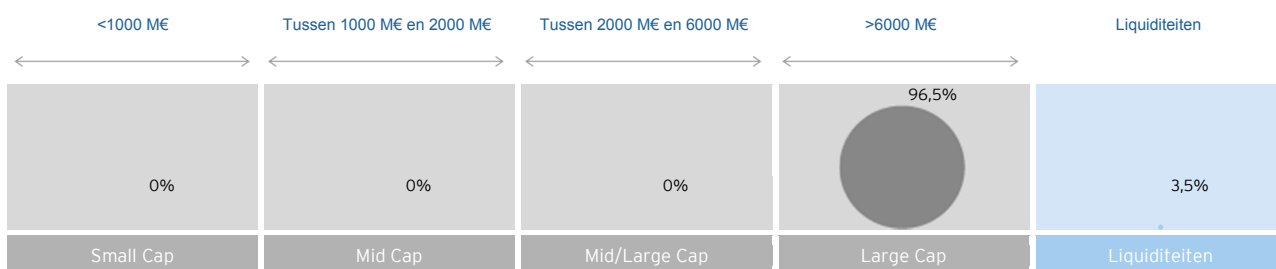 <1000 M€ Tussen 1000 M€ en 2000 M€ Tussen 2000 M€ en 6000 M€ >6000 M€ Liquiditeiten
96,5%
0% 0% 0% 3,5%
Small Cap Mid Cap Mid/Large Cap Large Cap Liquiditeiten